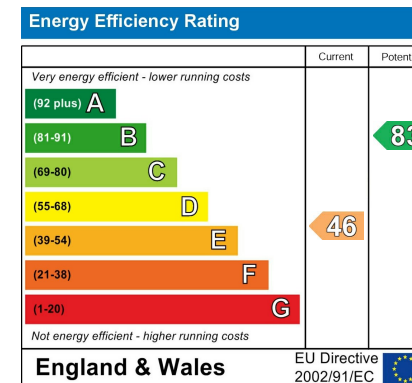 Energy Efficiency Rating
Current
Very energy efficient - lower running costs
(92 plus) A
(81-91) B
83
(69-80) C
(55-68) D
(39-54) E
46
(21-38) F
(1-20) G
Not energy efficient - higher running costs
England & Wales
EU Directive
2002/91/EC